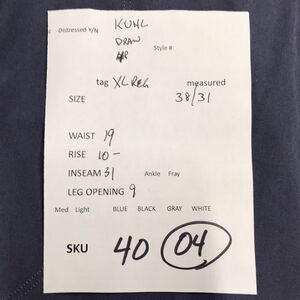 Distressed Y/N KUHL
DRAW Style #
tag XL REG measured
SIZE 38/31
WAIST 19
RISE 10-
INSEAM 31 Ankle Fray
LEG OPENING 9
Med Light BLUE BLACK GRAY WHITE
SKU 40 04